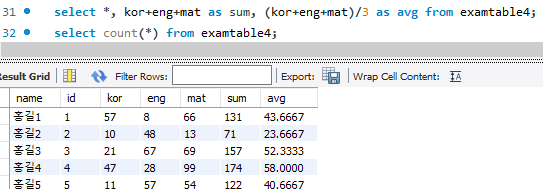 31 select *, kor+eng+mat as sum, (kor+eng+mat)/3 as avg from examtable4;
32 select count(*) from examtable4;
Result Grid Filter Rows: Export: Wrap Cell Content: IA
name id kor eng mat sum avg
홍길1 1 57 8 66 131 43.6667
홍길2 2 10 48 13 71 23.6667
홍길3 3 21 67 69 157 52.3333
홍길4 4 47 28 99 174 58.0000
홍길5 5 11 57 54 122 40.6667